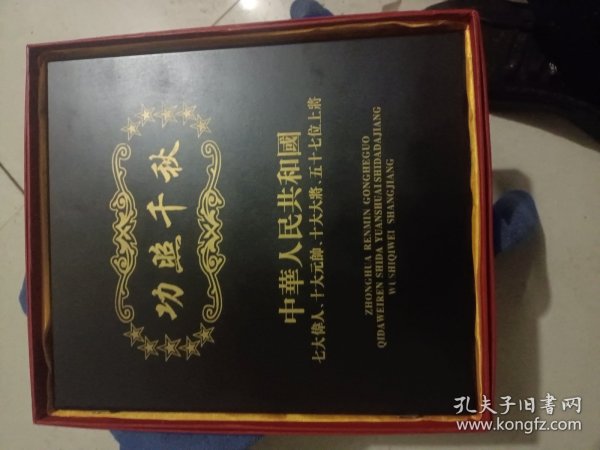 功照千秋
中華人民共和國
七大偉人、十大元帥、十大大將、五十七位上將
ZHONGHUA RENMIN GONGHEGUO
QIDAWEIREN SHIDA YUANSHUAISHIDADAJIANG
WUSHIQIWEI SHANGJIANG
孔夫子旧书网
www.kongfz.com